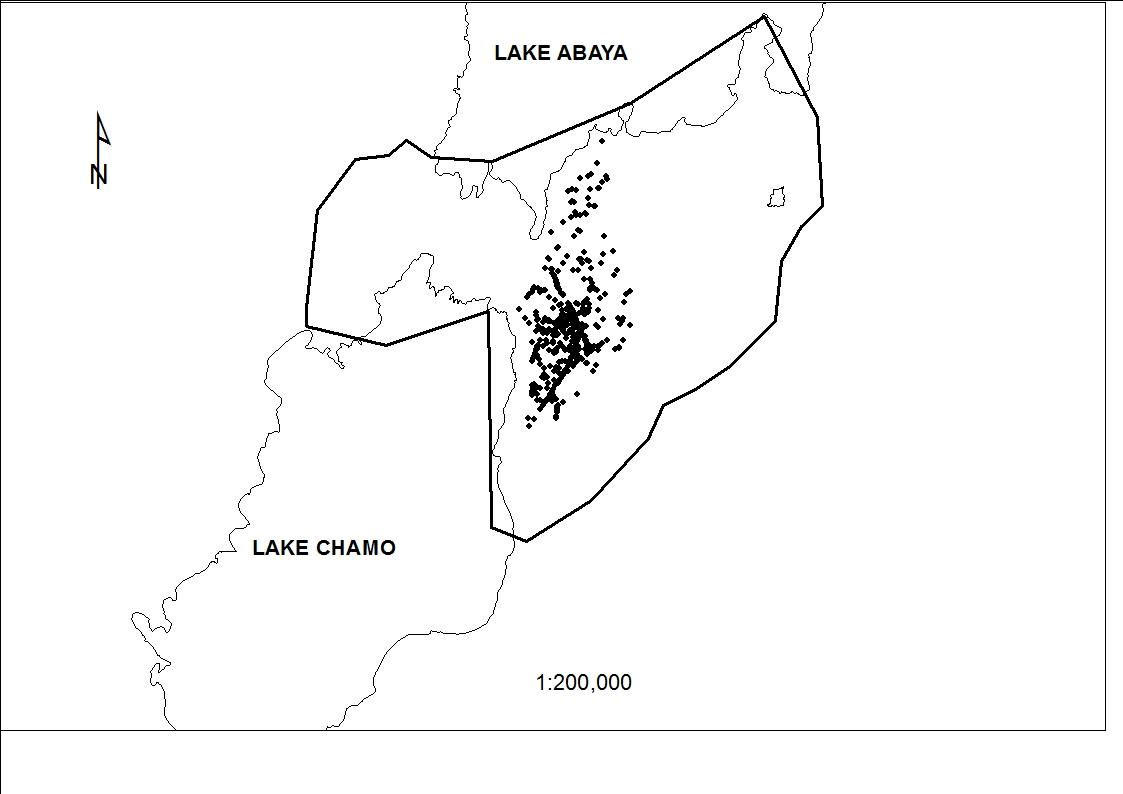 LAKE ABAYA
N
LAKE CHAMO
1:200,000